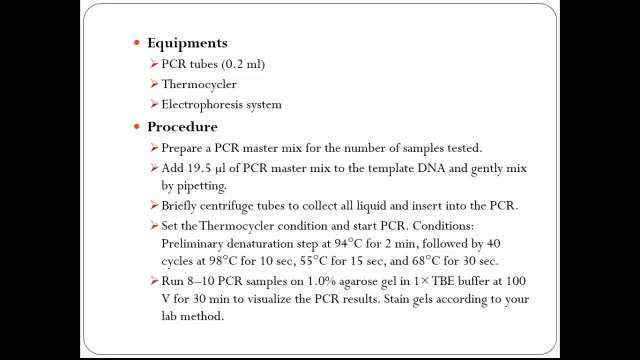 Equipments
PCR tubes (0.2 ml)
Thermocycler
Electrophoresis system
Procedure
Prepare a PCR master mix for the number of samples tested.
Add 19.5 µl of PCR master mix to the template DNA and gently mix
by pipetting.
Briefly centrifuge tubes to collect all liquid and insert into the PCR.
Set the Thermocycler condition and start PCR. Conditions:
Preliminary denaturation step at 94°C for 2 min, followed by 40
cycles at 98°C for 10 sec, 55°C for 15 sec, and 68°C for 30 sec.
Run 8–10 PCR samples on 1.0% agarose gel in 1× TBE buffer at 100
V for 30 min to visualize the PCR results. Stain gels according to your
lab method.